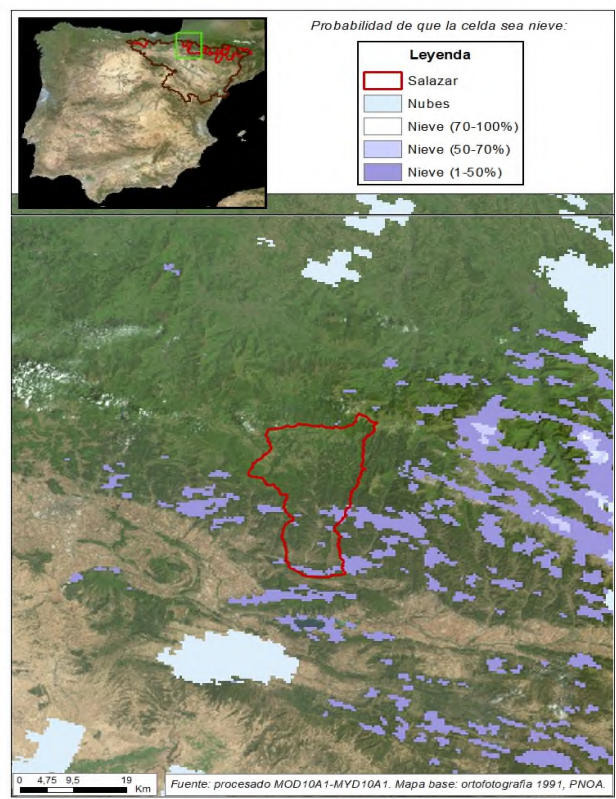 Probabilidad de que la celda sea nieve:
Leyenda
Salazar
Nubes
Nieve (70-100%)
Nieve (50-70%)
Nieve (1-50%)
0 4,75 9,5 19
Km
Fuente: procesado MOD10A1-MYD10A1. Mapa base: ortofotografia 1991, PNOA.